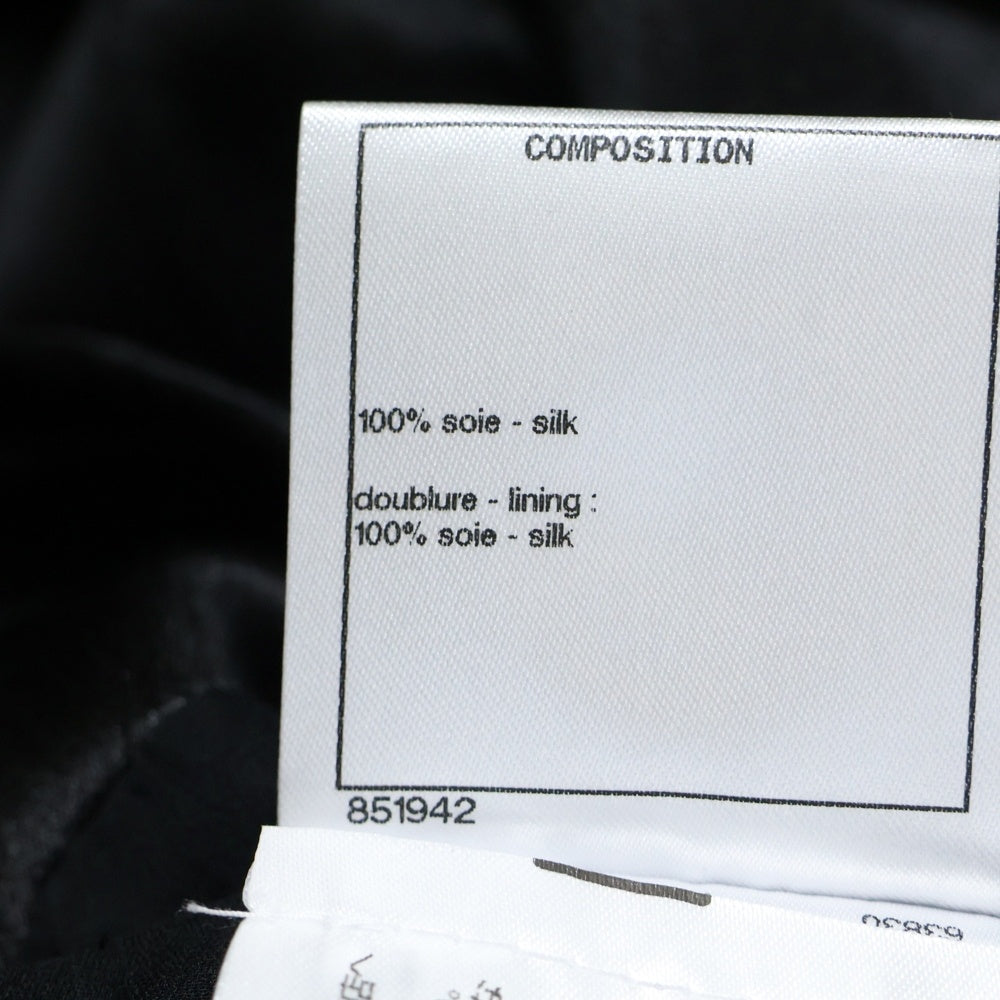 COMPOSITION
100% soie - silk
doublure - lining :
100% soie - silk
851942